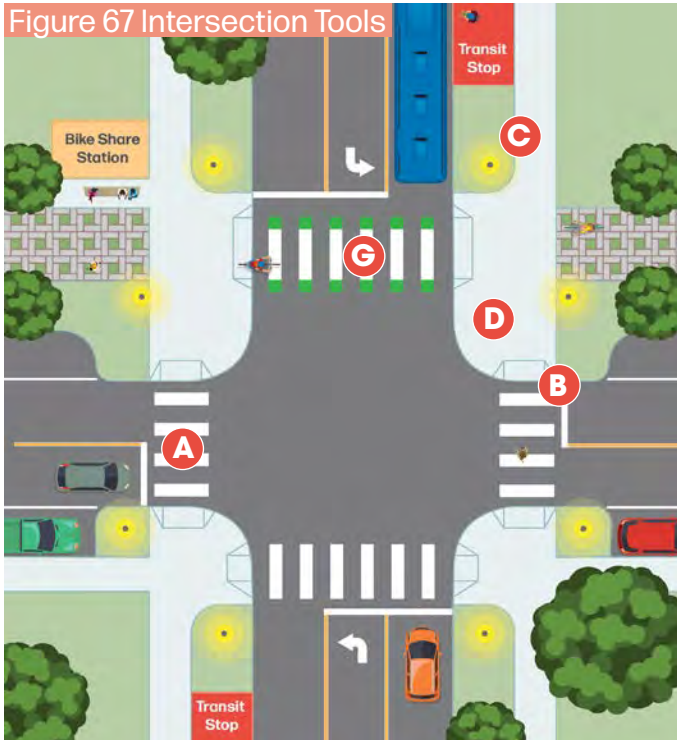 Figure 67 Intersection Tools
Transit
Stop
C
Bike Share
Station
G
D
B
A
Transit
Stop